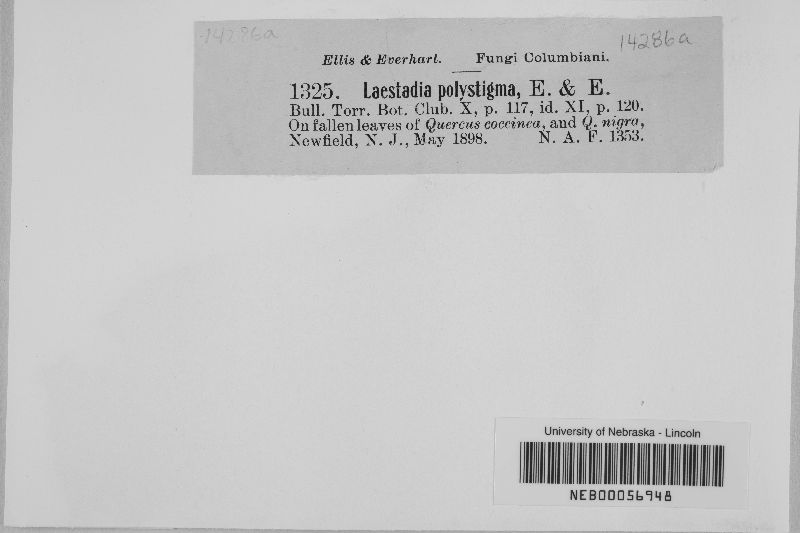 14286a
14286a
Ellis & Everhart. Fungi Columbiani.
1325. Laestadia polystigma, E. & E.
Bull. Torr. Bot. Club. X, p. 117, id. XI, p. 120.
On fallen leaves of Quercus coccinea, and Q. nigra,
Newfield, N. J., May 1898. N. A. F. 1353.
University of Nebraska - Lincoln
NEB00056948